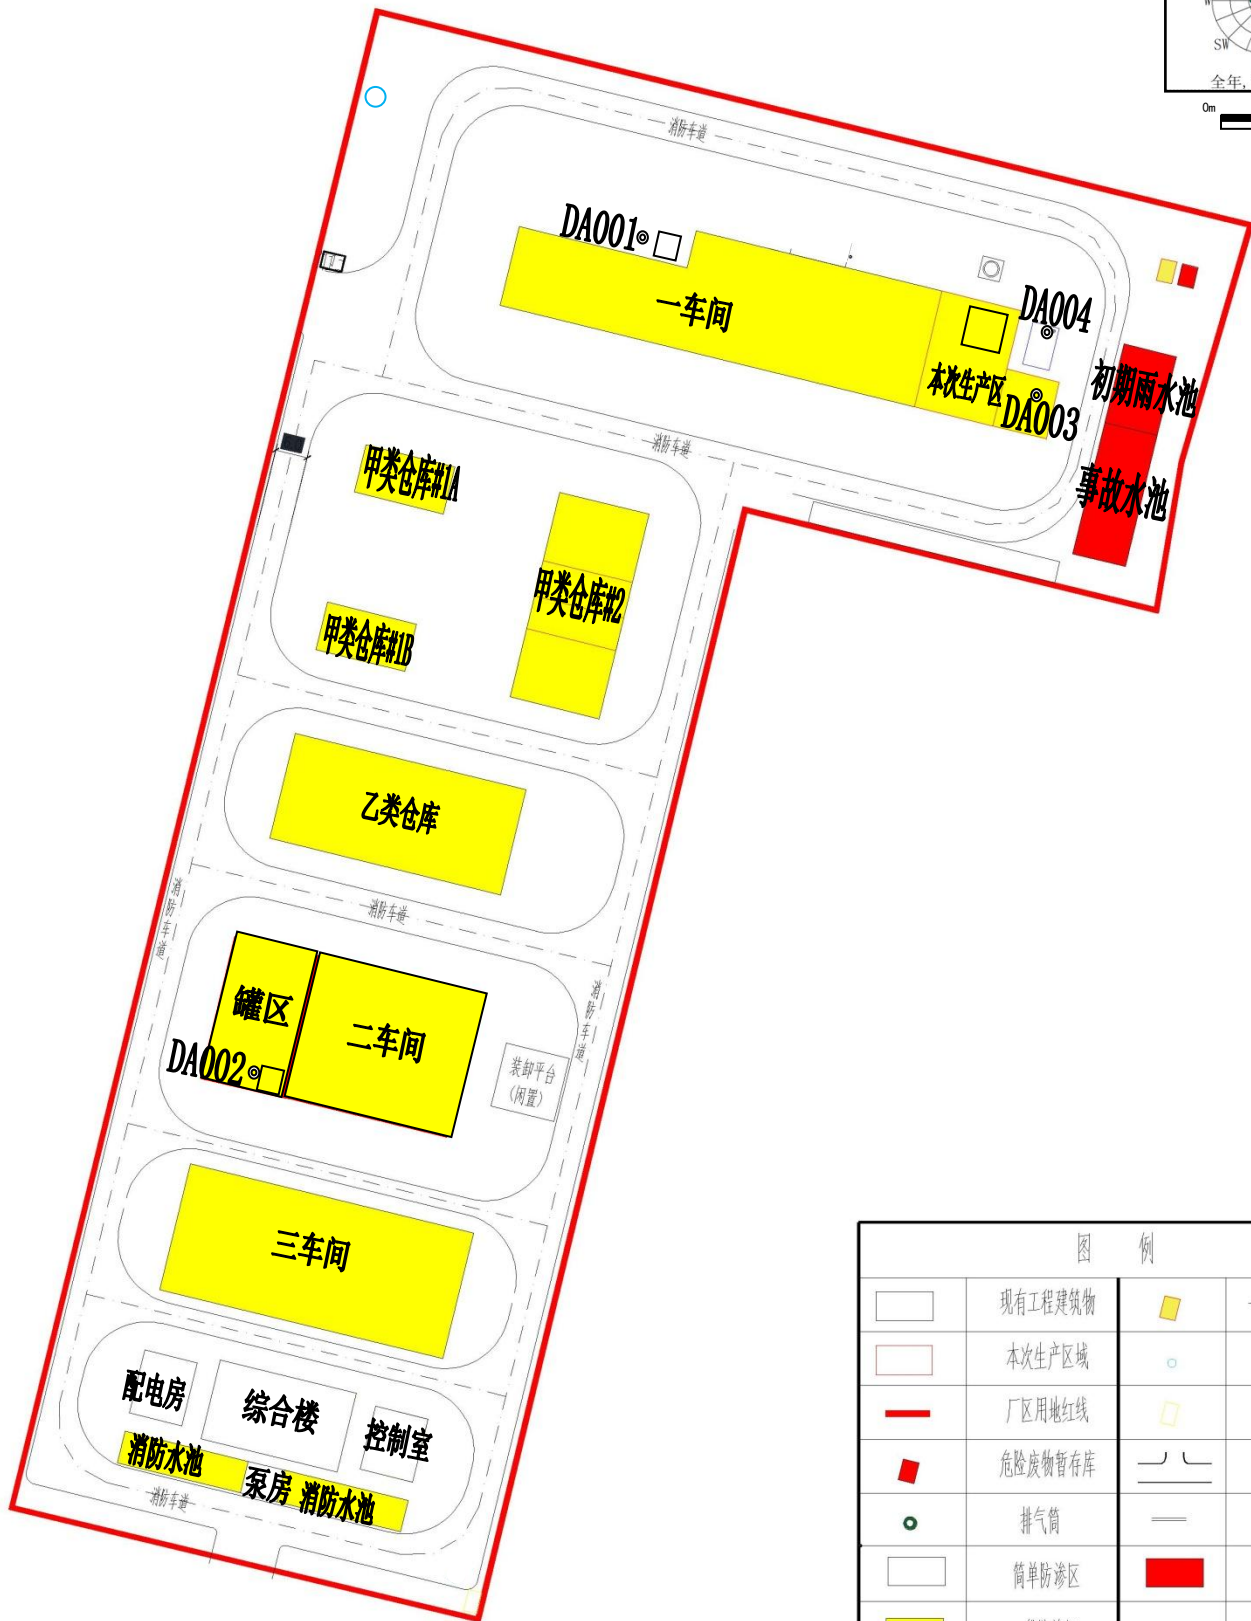 W
SW
全年,
0m
消防车道
DA001
一车间
DA004
本次生产区
DA003
初期雨水池
事故水池
消防车道
甲类仓库#1A
甲类仓库#2
甲类仓库#1B
乙类仓库
消防车道
消防车道
罐区
二车间
消防车道
DA002
装卸平台
(闲置)
三车间
配电房
综合楼
控制室
消防水池
泵房
消防水池
消防车道
图 例
现有工程建筑物
本次生产区域
厂区用地红线
危险废物暂存库
排气筒
简单防渗区